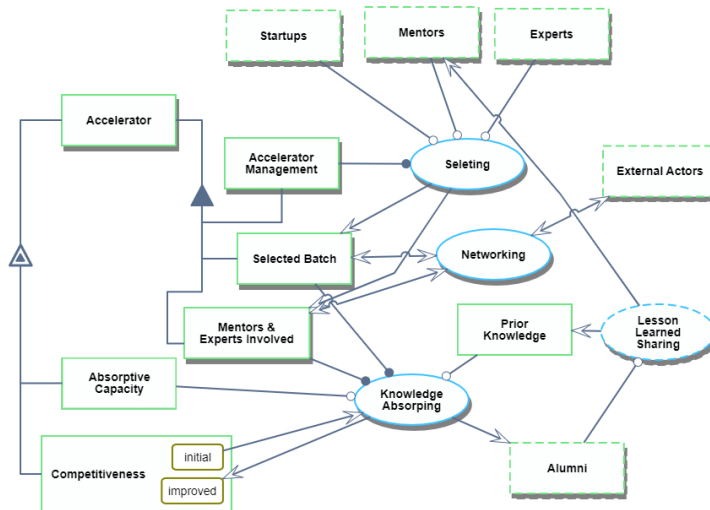 Startups
Mentors
Experts
Accelerator
Accelerator
Management
Seleting
External Actors
Selected Batch
Networking
Mentors &
Experts Involved
Prior
Knowledge
Lesson
Learned
Sharing
Absorptive
Capacity
Knowledge
Absorping
Competitiveness
initial
improved
Alumni